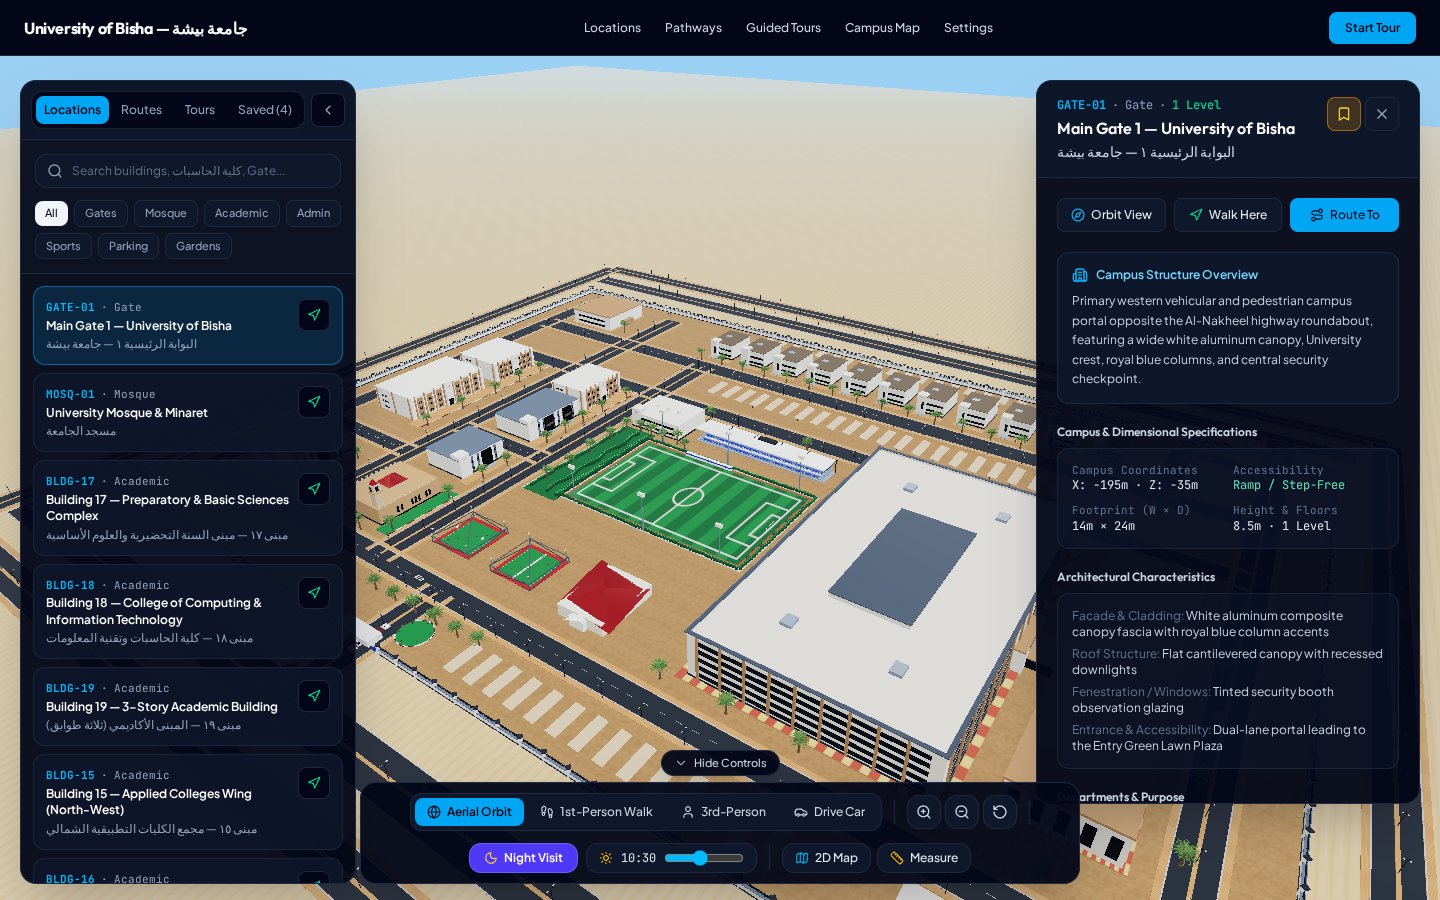 University of Bisha — جامعة بيشة
Locations
Pathways
Guided Tours
Campus Map
Settings
Start Tour
Locations
Routes
Tours
Saved (4)
Search buildings, كلية الحاسبات, Gate...
All
Gates
Mosque
Academic
Admin
Sports
Parking
Gardens
GATE-01 · Gate
Main Gate 1 — University of Bisha
البوابة الرئيسية ١ — جامعة بيشة
MOSQ-01 · Mosque
University Mosque & Minaret
مسجد الجامعة
BLDG-17 · Academic
Building 17 — Preparatory & Basic Sciences
Complex
مبنى ١٧ — مبنى السنة التحضيرية والعلوم الأساسية
BLDG-18 · Academic
Building 18 — College of Computing &
Information Technology
مبنى ١٨ — كلية الحاسبات وتقنية المعلومات
BLDG-19 · Academic
Building 19 — 3-Story Academic Building
مبنى ١٩ — المبنى الأكاديمي (ثلاثة طوابق)
BLDG-15 · Academic
Building 15 — Applied Colleges Wing
(North-West)
مبنى ١٥ — مجمع الكليات التطبيقية الشمالي
BLDG-16 · Academic
Hide Controls
Aerial Orbit
1st-Person Walk
3rd-Person
Drive Car
Night Visit
10:30
2D Map
Measure
GATE-01 · Gate · 1 Level
Main Gate 1 — University of Bisha
البوابة الرئيسية ١ — جامعة بيشة
Orbit View
Walk Here
Route To
Campus Structure Overview
Primary western vehicular and pedestrian campus
portal opposite the Al-Nakheel highway roundabout,
featuring a wide white aluminum canopy, University
crest, royal blue columns, and central security
checkpoint.
Campus & Dimensional Specifications
Campus Coordinates
X: -195m · Z: -35m
Accessibility
Ramp / Step-Free
Footprint (W × D)
14m × 24m
Height & Floors
8.5m · 1 Level
Architectural Characteristics
Facade & Cladding: White aluminum composite
canopy fascia with royal blue column accents
Roof Structure: Flat cantilevered canopy with recessed
downlights
Fenestration / Windows: Tinted security booth
observation glazing
Entrance & Accessibility: Dual-lane portal leading to
the Entry Green Lawn Plaza
Departments & Purpose